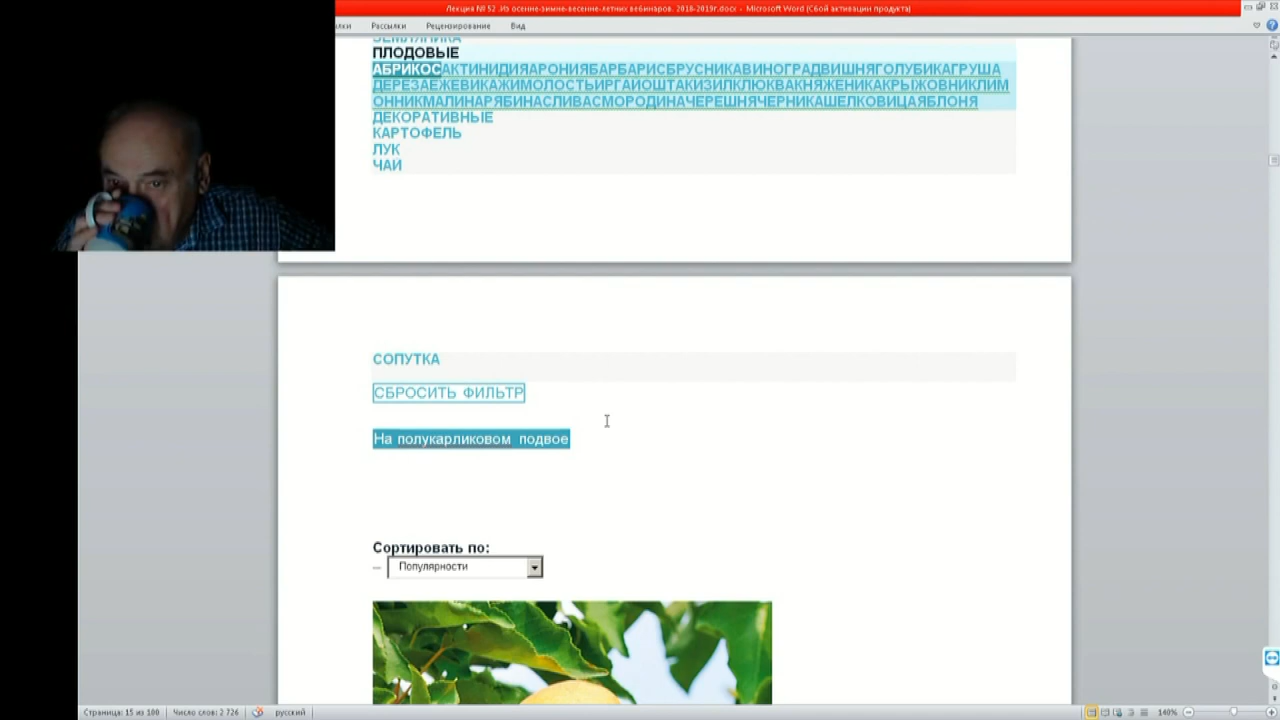 Лекция № 52 .Из осенне-зимне-весенне-летних вебинаров. 2018-2019г.docx - Microsoft Word (Сбой активации продукта)
лки Рассылки Рецензирование Вид
ЗЕМЛЯНИКА
ПЛОДОВЫЕ
АБРИКОСАКТИНИДИЯАРОНИЯБАРБАРИСБРУСНИКАВИНОГРАДВИШНЯГОЛУБИКАГРУША
ДЕРЕЗАЕЖЕВИКАЖИМОЛОСТЬИРГАЙОШТАКИЗИЛКЛЮКВАКНЯЖЕНИКАКРЫЖОВНИКЛИМ
ОННИКМАЛИНАРЯБИНАСЛИВАСМОРОДИНАЧЕРЕШНЯЧЕРНИКАШЕЛКОВИЦАЯБЛОНЯ
ДЕКОРАТИВНЫЕ
КАРТОФЕЛЬ
ЛУК
ЧАИ
СОПУТКА
СБРОСИТЬ ФИЛЬТР
На полукарликовом подвое
Сортировать по:
Популярности
Страница: 15 из 100 Число слов: 2 726 русский 140%